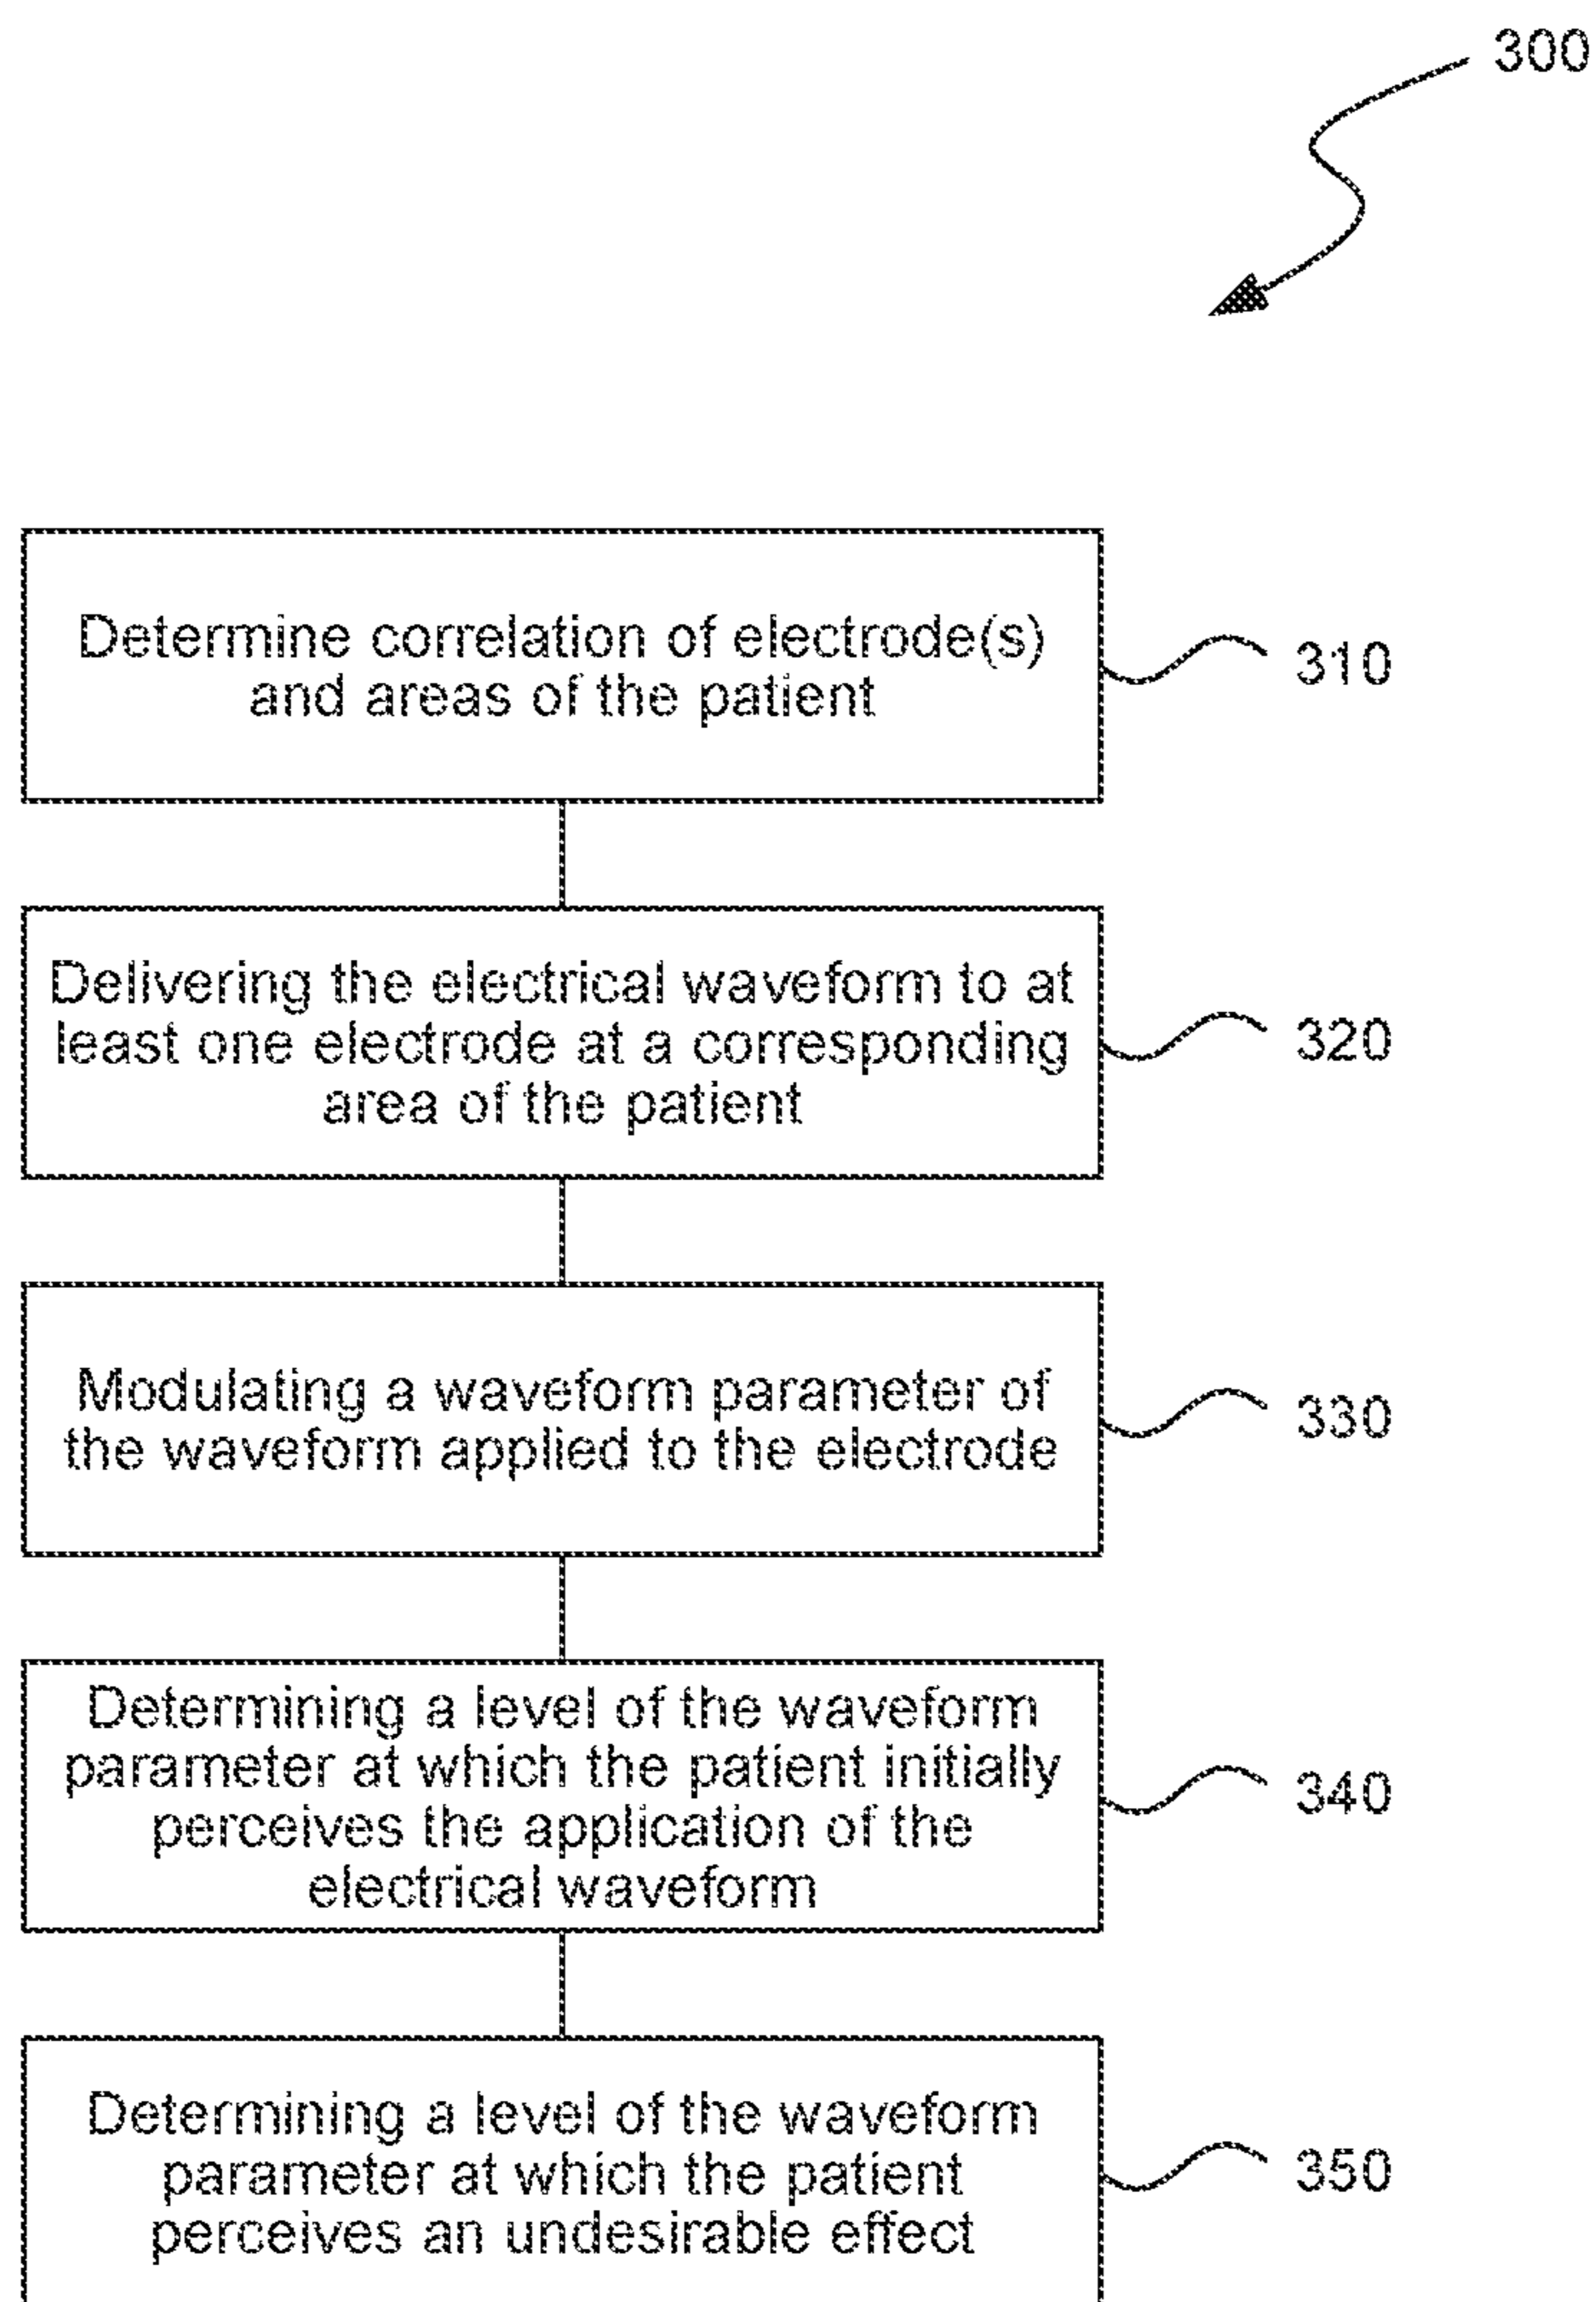 300
Determine correlation of electrode(s)
and areas of the patient
310
Delivering the electrical waveform to at
least one electrode at a corresponding
area of the patient
320
Modulating a waveform parameter of
the waveform applied to the electrode
330
Determining a level of the waveform
parameter at which the patient initially
perceives the application of the
electrical waveform
340
Determining a level of the waveform
parameter at which the patient
perceives an undesirable effect
350